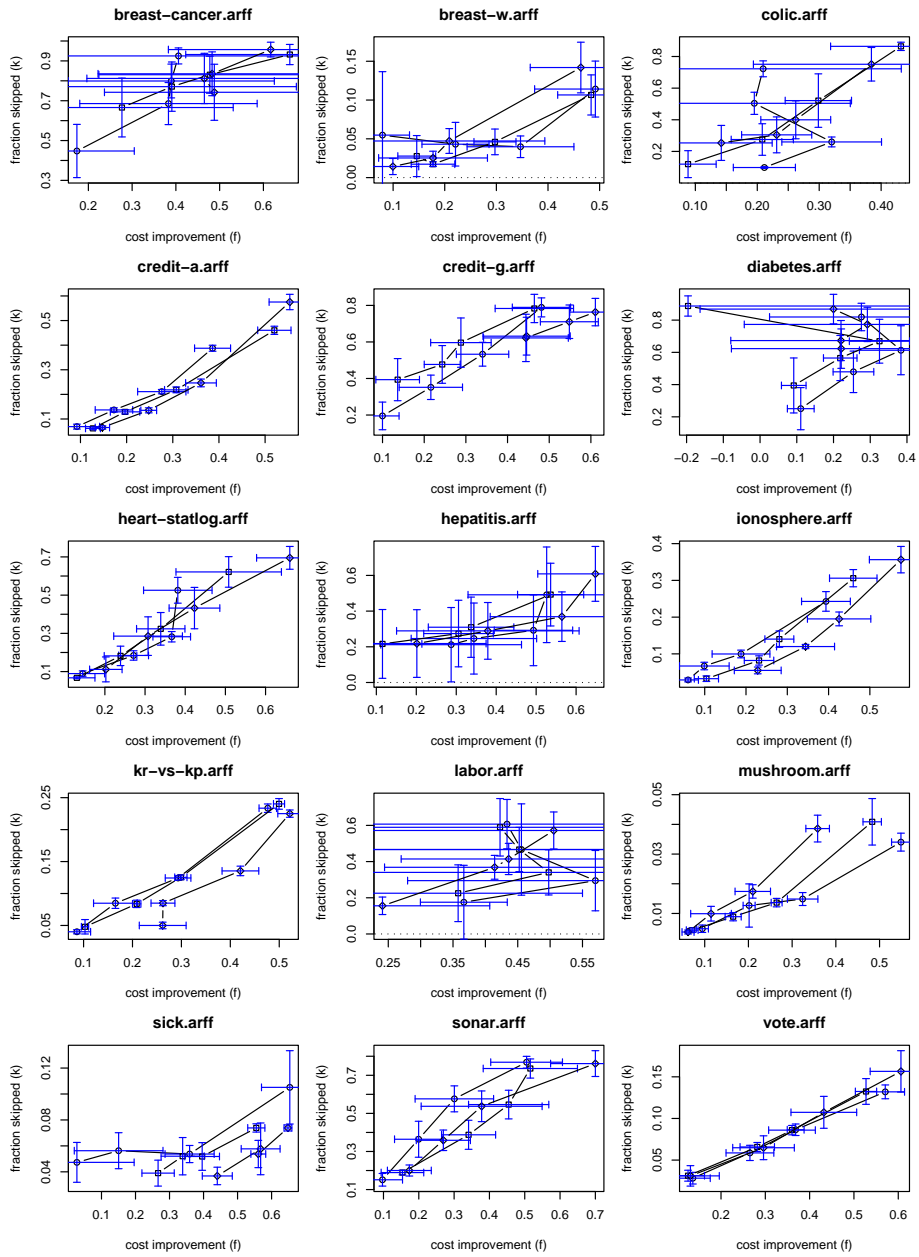 breast−cancer.arff
fraction skipped (k)
0.3 0.5 0.7 0.9
0.2 0.3 0.4 0.5 0.6
cost improvement (f)
breast−w.arff
fraction skipped (k)
0.00 0.05 0.10 0.15
0.1 0.2 0.3 0.4 0.5
cost improvement (f)
colic.arff
fraction skipped (k)
0.2 0.4 0.6 0.8
0.10 0.20 0.30 0.40
cost improvement (f)
credit−a.arff
fraction skipped (k)
0.1 0.3 0.5
0.1 0.2 0.3 0.4 0.5
cost improvement (f)
credit−g.arff
fraction skipped (k)
0.2 0.4 0.6 0.8
0.1 0.2 0.3 0.4 0.5 0.6
cost improvement (f)
diabetes.arff
fraction skipped (k)
0.2 0.4 0.6 0.8
−0.2 −0.1 0.0 0.1 0.2 0.3 0.4
cost improvement (f)
heart−statlog.arff
fraction skipped (k)
0.1 0.3 0.5 0.7
0.2 0.3 0.4 0.5 0.6
cost improvement (f)
hepatitis.arff
fraction skipped (k)
0.0 0.2 0.4 0.6
0.1 0.2 0.3 0.4 0.5 0.6
cost improvement (f)
ionosphere.arff
fraction skipped (k)
0.1 0.2 0.3 0.4
0.1 0.2 0.3 0.4 0.5
cost improvement (f)
kr−vs−kp.arff
fraction skipped (k)
0.05 0.15 0.25
0.1 0.2 0.3 0.4 0.5
cost improvement (f)
labor.arff
fraction skipped (k)
0.0 0.2 0.4 0.6
0.25 0.35 0.45 0.55
cost improvement (f)
mushroom.arff
fraction skipped (k)
0.01 0.03 0.05
0.1 0.2 0.3 0.4 0.5
cost improvement (f)
sick.arff
fraction skipped (k)
0.04 0.08 0.12
0.1 0.2 0.3 0.4 0.5 0.6
cost improvement (f)
sonar.arff
fraction skipped (k)
0.1 0.3 0.5 0.7
0.1 0.2 0.3 0.4 0.5 0.6 0.7
cost improvement (f)
vote.arff
fraction skipped (k)
0.05 0.10 0.15
0.1 0.2 0.3 0.4 0.5 0.6
cost improvement (f)